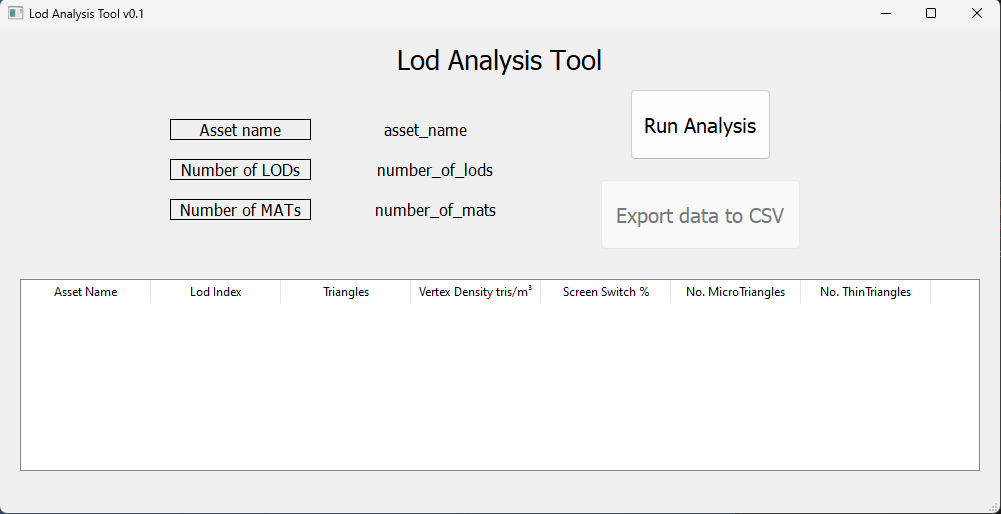 Lod Analysis Tool v0.1
Lod Analysis Tool
Run Analysis
Asset name asset_name
Number of LODs number_of_lods
Number of MATs number_of_mats
Export data to CSV
Asset Name Lod Index Triangles Vertex Density tris/m³ Screen Switch % No. MicroTriangles No. ThinTriangles